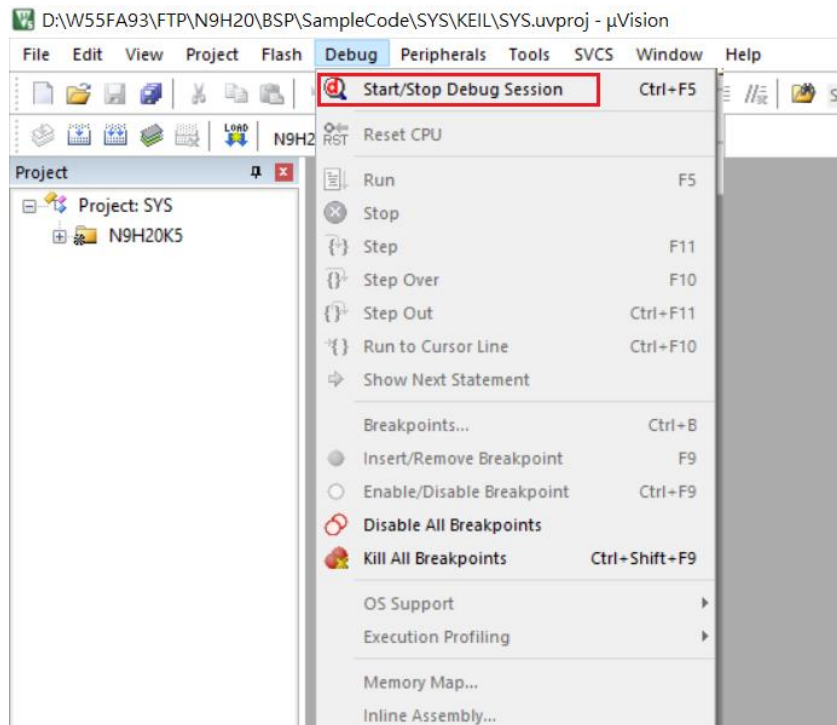 D:\W55FA93\FTP\N9H20\BSP\SampleCode\SYS\KEIL\SYS.uvproj - µVision
File Edit View Project Flash Debug Peripherals Tools SVCS Window Help
Start/Stop Debug Session Ctrl+F5
LOAD N9H2 RST Reset CPU
Project
Run F5
Project: SYS
Stop
N9H20K5
Step F11
Step Over F10
Step Out Ctrl+F11
Run to Cursor Line Ctrl+F10
Show Next Statement
Breakpoints... Ctrl+B
Insert/Remove Breakpoint F9
Enable/Disable Breakpoint Ctrl+F9
Disable All Breakpoints
Kill All Breakpoints Ctrl+Shift+F9
OS Support
Execution Profiling
Memory Map...
Inline Assembly...